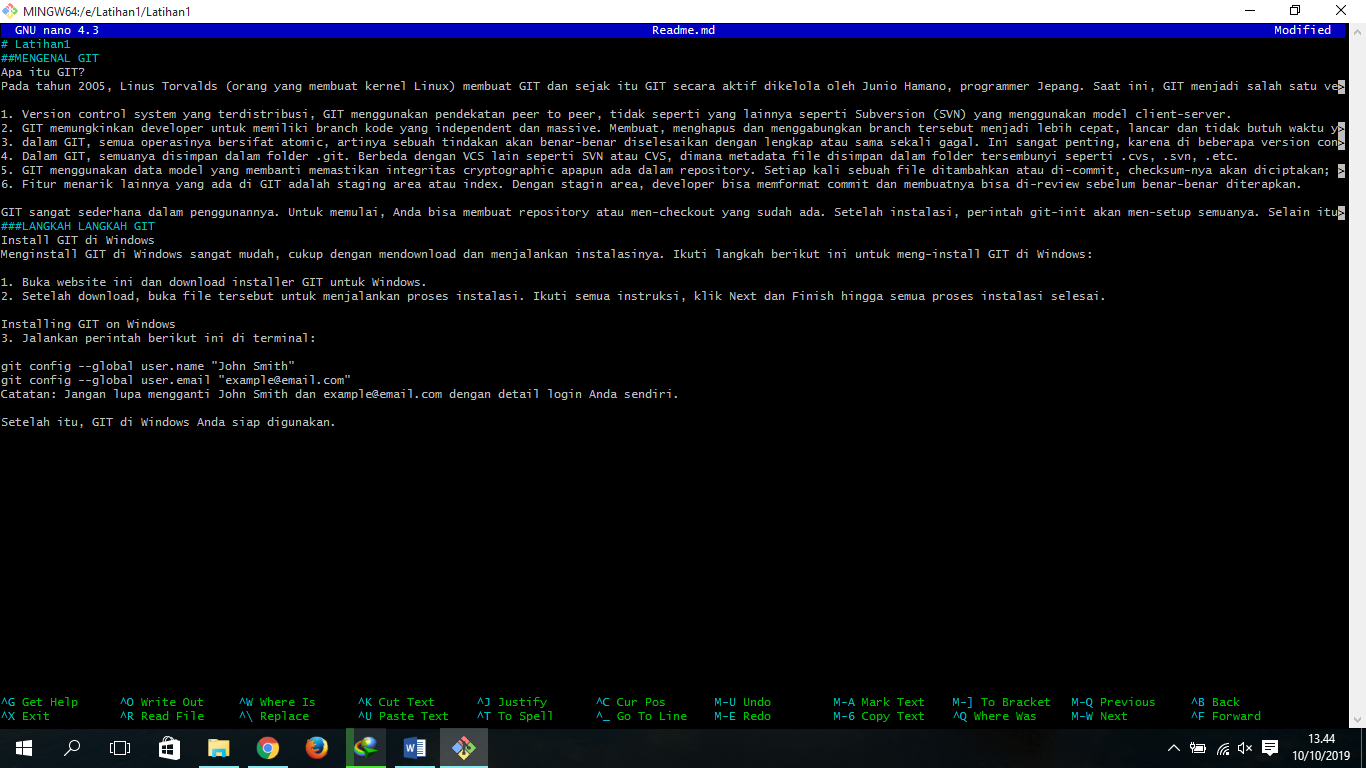 MINGW64:/e/Latihan1/Latihan1
GNU nano 4.3 Readme.md Modified
# Latihan1
##MENGENAL GIT
Apa itu GIT?
Pada tahun 2005, Linus Torvalds (orang yang membuat kernel Linux) membuat GIT dan sejak itu GIT secara aktif dikelola oleh Junio Hamano, programmer Jepang. Saat ini, GIT menjadi salah satu ve>
1. Version control system yang terdistribusi, GIT menggunakan pendekatan peer to peer, tidak seperti yang lainnya seperti Subversion (SVN) yang menggunakan model client-server.
2. GIT memungkinkan developer untuk memiliki branch kode yang independent dan massive. Membuat, menghapus dan menggabungkan branch tersebut menjadi lebih cepat, lancar dan tidak butuh waktu y>
3. dalam GIT, semua operasinya bersifat atomic, artinya sebuah tindakan akan benar-benar diselesaikan dengan lengkap atau sama sekali gagal. Ini sangat penting, karena di beberapa version con>
4. Dalam GIT, semuanya disimpan dalam folder .git. Berbeda dengan VCS lain seperti SVN atau CVS, dimana metadata file disimpan dalam folder tersembunyi seperti .cvs, .svn, .etc.
5. GIT menggunakan data model yang membanti memastikan integritas cryptographic apapun ada dalam repository. Setiap kali sebuah file ditambahkan atau di-commit, checksum-nya akan diciptakan; >
6. Fitur menarik lainnya yang ada di GIT adalah staging area atau index. Dengan stagin area, developer bisa memformat commit dan membuatnya bisa di-review sebelum benar-benar diterapkan.
GIT sangat sederhana dalam penggunannya. Untuk memulai, Anda bisa membuat repository atau men-checkout yang sudah ada. Setelah instalasi, perintah git-init akan men-setup semuanya. Selain itu>
###LANGKAH LANGKAH GIT
Install GIT di Windows
Menginstall GIT di Windows sangat mudah, cukup dengan mendownload dan menjalankan instalasinya. Ikuti langkah berikut ini untuk meng-install GIT di Windows:
1. Buka website ini dan download installer GIT untuk Windows.
2. Setelah download, buka file tersebut untuk menjalankan proses instalasi. Ikuti semua instruksi, klik Next dan Finish hingga semua proses instalasi selesai.
Installing GIT on Windows
3. Jalankan perintah berikut ini di terminal:
git config --global user.name "John Smith"
git config --global user.email "example@email.com"
Catatan: Jangan lupa mengganti John Smith dan example@email.com dengan detail login Anda sendiri.
Setelah itu, GIT di Windows Anda siap digunakan.
^G Get Help ^O Write Out ^W Where Is ^K Cut Text ^J Justify ^C Cur Pos M-U Undo M-A Mark Text M-] To Bracket M-Q Previous ^B Back
^X Exit ^R Read File ^\ Replace ^U Paste Text ^T To Spell ^_ Go To Line M-E Redo M-6 Copy Text ^Q Where Was M-W Next ^F Forward
13.44
10/10/2019